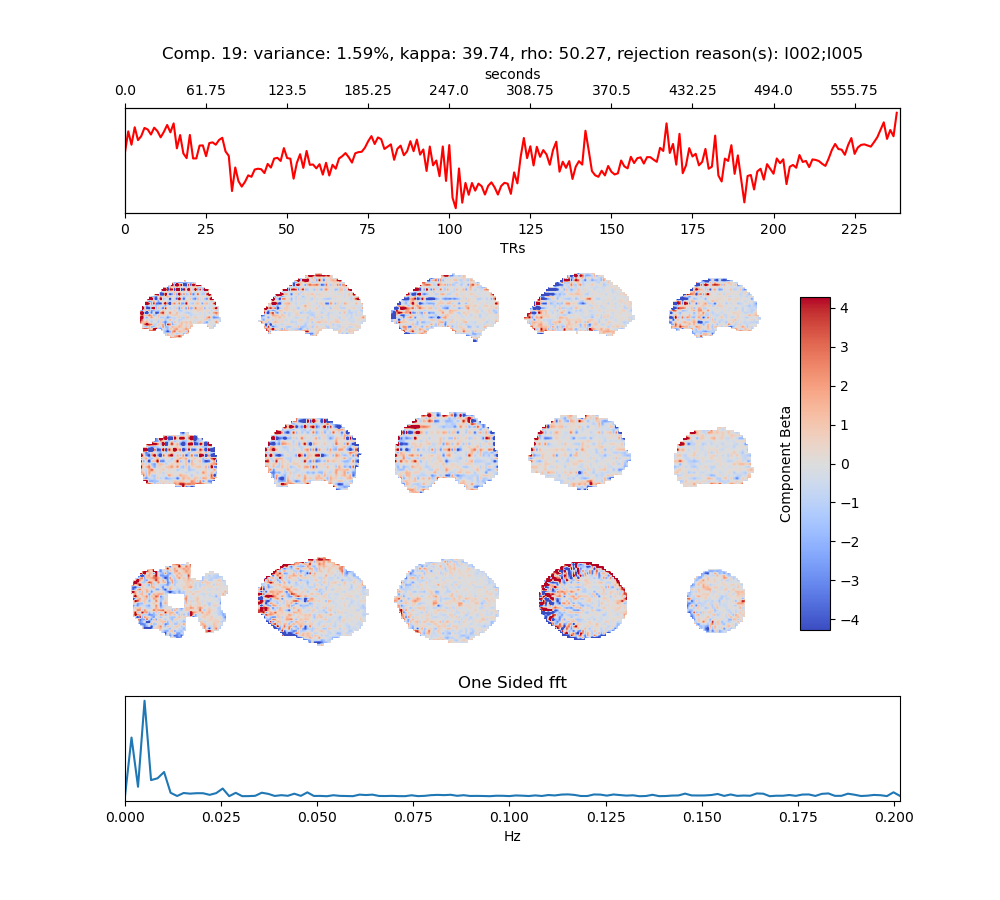 Comp. 19: variance: 1.59%, kappa: 39.74, rho: 50.27, rejection reason(s): I002;I005
seconds
0.0 61.75 123.5 185.25 247.0 308.75 370.5 432.25 494.0 555.75
0 25 50 75 100 125 150 175 200 225
TRs
4
3
2
1
0
−1
−2
−3
−4
Component Beta
One Sided fft
0.000 0.025 0.050 0.075 0.100 0.125 0.150 0.175 0.200
Hz